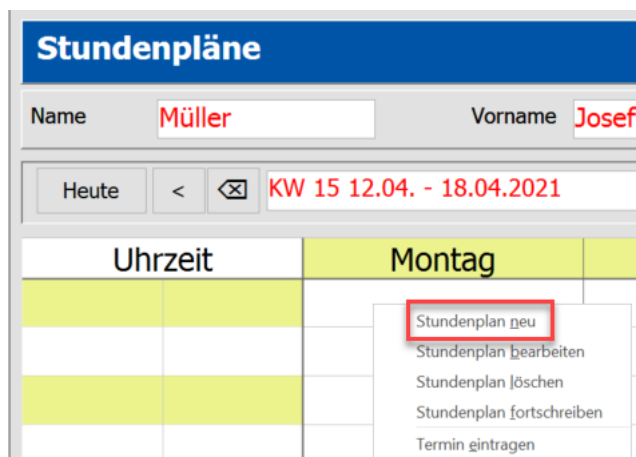 Stundenpläne
Name Müller Vorname Josef
Heute < KW 15 12.04. - 18.04.2021
Uhrzeit Montag
Stundenplan neu
Stundenplan bearbeiten
Stundenplan löschen
Stundenplan fortschreiben
Termin eintragen